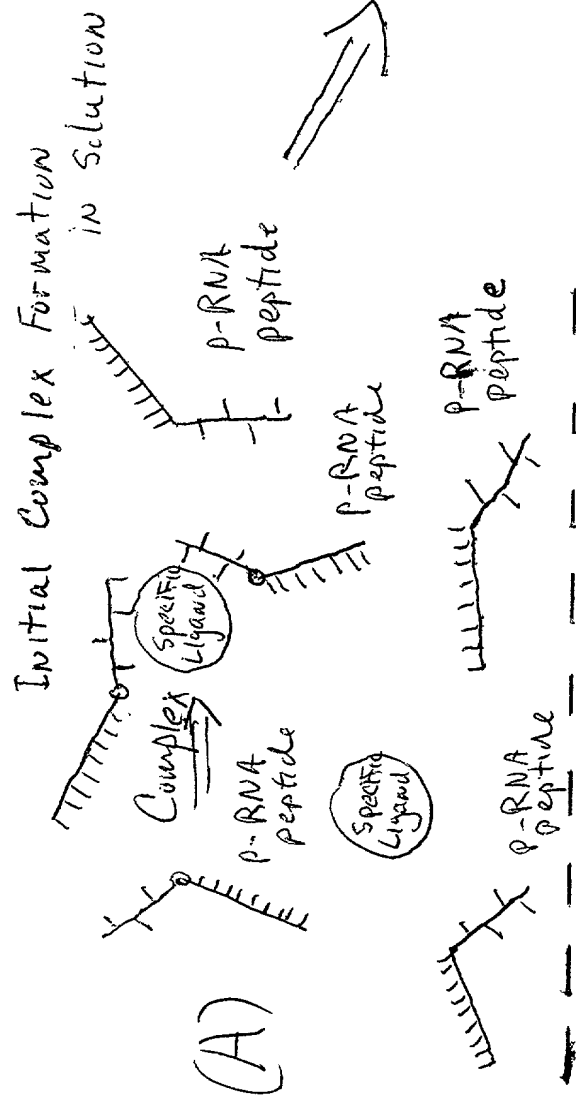 Initial Complex Formation
in Solution
(A)
Complex
Specific
Ligand
p-RNA
peptide
p-RNA
peptide
p-RNA
peptide
Specific
Ligand
p-RNA
peptide
p-RNA
peptide